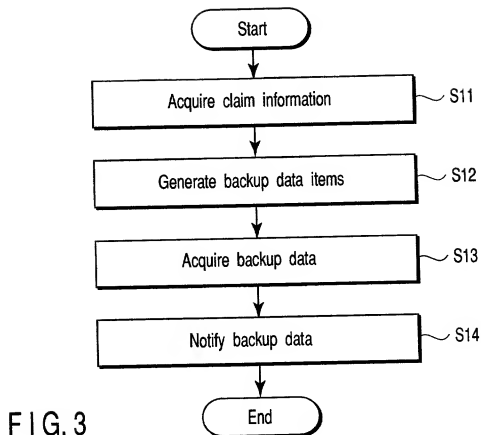 Start
Acquire claim information S11
Generate backup data items S12
Acquire backup data S13
Notify backup data S14
End
FIG. 3